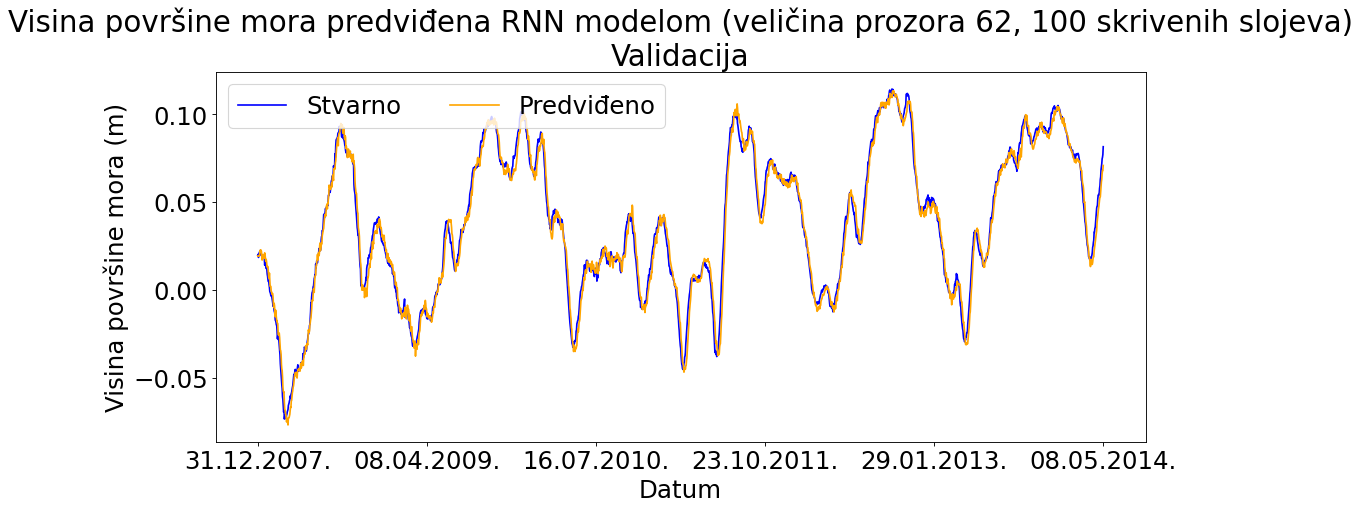 Visina površine mora predviđena RNN modelom (veličina prozora 62, 100 skrivenih slojeva)
Validacija
Stvarno Predviđeno
Visina površine mora (m)
0.10
0.05
0.00
−0.05
31.12.2007. 08.04.2009. 16.07.2010. 23.10.2011. 29.01.2013. 08.05.2014.
Datum